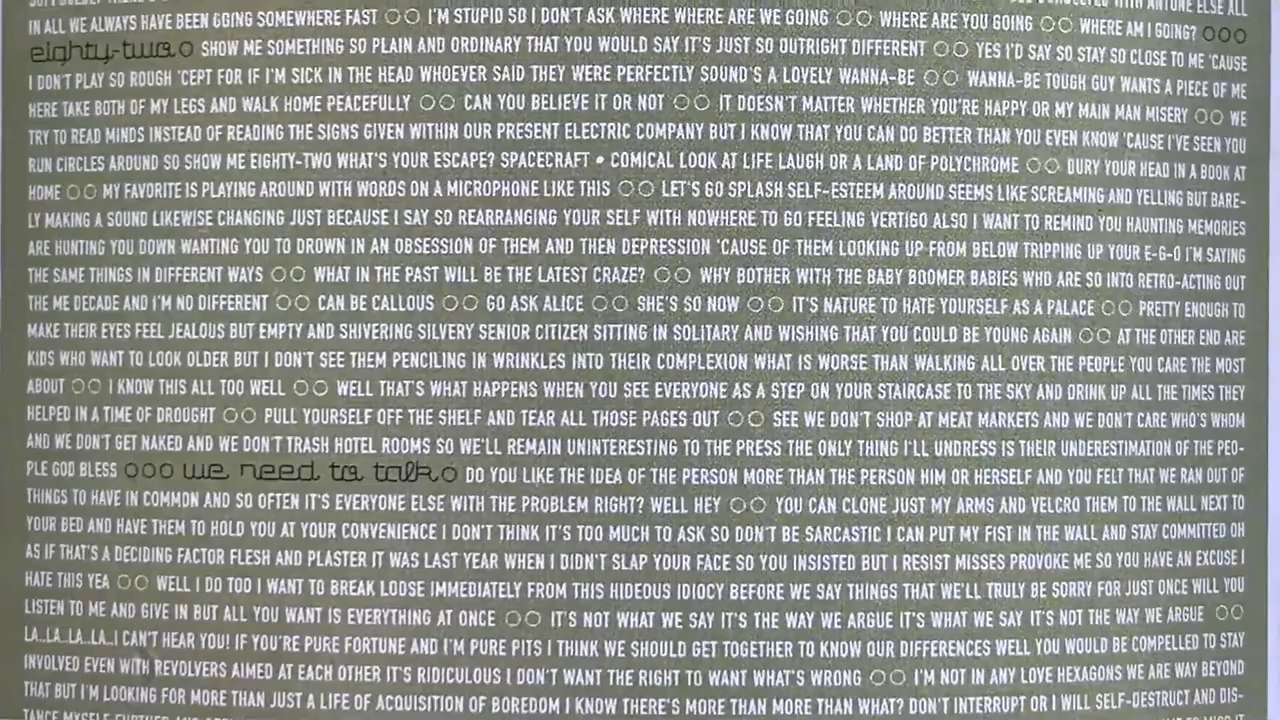 ANYONE ELSE ALL
IN ALL WE ALWAYS HAVE BEEN GOING SOMEWHERE FAST ○○ I'M STUPID SO I DON'T ASK WHERE WHERE ARE WE GOING ○○ WHERE ARE YOU GOING ○○ WHERE AM I GOING? ○○○
eighty-two○ SHOW ME SOMETHING SO PLAIN AND ORDINARY THAT YOU WOULD SAY IT'S JUST SO OUTRIGHT DIFFERENT ○○ YES I'D SAY SO STAY SO CLOSE TO ME 'CAUSE
I DON'T PLAY SO ROUGH 'CEPT FOR IF I'M SICK IN THE HEAD WHOEVER SAID THEY WERE PERFECTLY SOUND'S A LOVELY WANNA-BE ○○ WANNA-BE TOUGH GUY WANTS A PIECE OF ME
HERE TAKE BOTH OF MY LEGS AND WALK HOME PEACEFULLY ○○ CAN YOU BELIEVE IT OR NOT ○○ IT DOESN'T MATTER WHETHER YOU'RE HAPPY OR MY MAIN MAN MISERY ○○ WE
TRY TO READ MINDS INSTEAD OF READING THE SIGNS GIVEN WITHIN OUR PRESENT ELECTRIC COMPANY BUT I KNOW THAT YOU CAN DO BETTER THAN YOU EVEN KNOW 'CAUSE I'VE SEEN YOU
RUN CIRCLES AROUND SO SHOW ME EIGHTY-TWO WHAT'S YOUR ESCAPE? SPACECRAFT • COMICAL LOOK AT LIFE LAUGH OR A LAND OF POLYCHROME ○○ BURY YOUR HEAD IN A BOOK AT
HOME ○○ MY FAVORITE IS PLAYING AROUND WITH WORDS ON A MICROPHONE LIKE THIS ○○ LET'S GO SPLASH SELF-ESTEEM AROUND SEEMS LIKE SCREAMING AND YELLING BUT BARE-
LY MAKING A SOUND LIKEWISE CHANGING JUST BECAUSE I SAY SO REARRANGING YOUR SELF WITH NOWHERE TO GO FEELING VERTIGO ALSO I WANT TO REMIND YOU HAUNTING MEMORIES
ARE HUNTING YOU DOWN WANTING YOU TO DROWN IN AN OBSESSION OF THEM AND THEN DEPRESSION 'CAUSE OF THEM LOOKING UP FROM BELOW TRIPPING UP YOUR E-G-O I'M SAYING
THE SAME THINGS IN DIFFERENT WAYS ○○ WHAT IN THE PAST WILL BE THE LATEST CRAZE? ○○ WHY BOTHER WITH THE BABY BOOMER BABIES WHO ARE SO INTO RETRO-ACTING OUT
THE ME DECADE AND I'M NO DIFFERENT ○○ CAN BE CALLOUS ○○ GO ASK ALICE ○○ SHE'S SO NOW ○○ IT'S NATURE TO HATE YOURSELF AS A PALACE ○○ PRETTY ENOUGH TO
MAKE THEIR EYES FEEL JEALOUS BUT EMPTY AND SHIVERING SILVERY SENIOR CITIZEN SITTING IN SOLITARY AND WISHING THAT YOU COULD BE YOUNG AGAIN ○○ AT THE OTHER END ARE
KIDS WHO WANT TO LOOK OLDER BUT I DON'T SEE THEM PENCILING IN WRINKLES INTO THEIR COMPLEXION WHAT IS WORSE THAN WALKING ALL OVER THE PEOPLE YOU CARE THE MOST
ABOUT ○○ I KNOW THIS ALL TOO WELL ○○ WELL THAT'S WHAT HAPPENS WHEN YOU SEE EVERYONE AS A STEP ON YOUR STAIRCASE TO THE SKY AND DRINK UP ALL THE TIMES THEY
HELPED IN A TIME OF DROUGHT ○○ PULL YOURSELF OFF THE SHELF AND TEAR ALL THOSE PAGES OUT ○○ SEE WE DON'T SHOP AT MEAT MARKETS AND WE DON'T CARE WHO'S WHOM
AND WE DON'T GET NAKED AND WE DON'T TRASH HOTEL ROOMS SO WE'LL REMAIN UNINTERESTING TO THE PRESS THE ONLY THING I'LL UNDRESS IS THEIR UNDERESTIMATION OF THE PEO-
PLE GOD BLESS ○○○ we need to talk○ DO YOU LIKE THE IDEA OF THE PERSON MORE THAN THE PERSON HIM OR HERSELF AND YOU FELT THAT WE RAN OUT OF
THINGS TO HAVE IN COMMON AND SO OFTEN IT'S EVERYONE ELSE WITH THE PROBLEM RIGHT? WELL HEY ○○ YOU CAN CLONE JUST MY ARMS AND VELCRO THEM TO THE WALL NEXT TO
YOUR BED AND HAVE THEM TO HOLD YOU AT YOUR CONVENIENCE I DON'T THINK IT'S TOO MUCH TO ASK SO DON'T BE SARCASTIC I CAN PUT MY FIST IN THE WALL AND STAY COMMITTED OH
AS IF THAT'S A DECIDING FACTOR FLESH AND PLASTER IT WAS LAST YEAR WHEN I DIDN'T SLAP YOUR FACE SO YOU INSISTED BUT I RESIST MISSES PROVOKE ME SO YOU HAVE AN EXCUSE I
HATE THIS YEA ○○ WELL I DO TOO I WANT TO BREAK LOOSE IMMEDIATELY FROM THIS HIDEOUS IDIOCY BEFORE WE SAY THINGS THAT WE'LL TRULY BE SORRY FOR JUST ONCE WILL YOU
LISTEN TO ME AND GIVE IN BUT ALL YOU WANT IS EVERYTHING AT ONCE ○○ IT'S NOT WHAT WE SAY IT'S THE WAY WE ARGUE IT'S WHAT WE SAY IT'S NOT THE WAY WE ARGUE ○○
LA..LA..LA..LA..I CAN'T HEAR YOU! IF YOU'RE PURE FORTUNE AND I'M PURE PITS I THINK WE SHOULD GET TOGETHER TO KNOW OUR DIFFERENCES WELL YOU WOULD BE COMPELLED TO STAY
INVOLVED EVEN WITH REVOLVERS AIMED AT EACH OTHER IT'S RIDICULOUS I DON'T WANT THE RIGHT TO WANT WHAT'S WRONG ○○ I'M NOT IN ANY LOVE HEXAGONS WE ARE WAY BEYOND
THAT BUT I'M LOOKING FOR MORE THAN JUST A LIFE OF ACQUISITION OF BOREDOM I KNOW THERE'S MORE THAN MORE THAN WHAT? DON'T INTERRUPT OR I WILL SELF-DESTRUCT AND DIS-